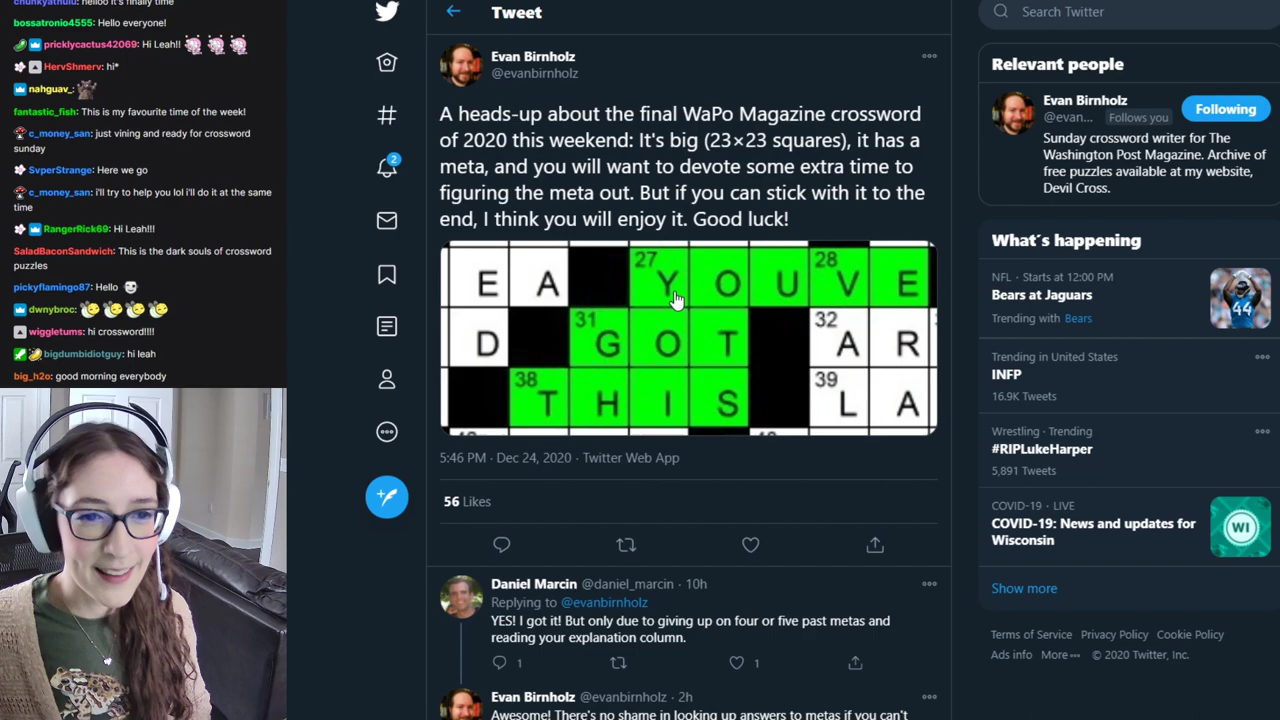 chunkyathulu: helloo it's finally time
bossatronio4555: Hello everyone!
pricklycactus42069: Hi Leah!!
HervShmerv: hi*
nahguav_:
fantastic_fish: This is my favourite time of the week!
c_money_san: just vining and ready for crossword
sunday
SvperStrange: Here we go
c_money_san: i'll try to help you lol i'll do it at the same
time
RangerRick69: Hi Leah!!!
SaladBaconSandwich: This is the dark souls of crossword
puzzles
pickyflamingo87: Hello
dwnybroc:
wiggletums: hi crossword!!!!
bigdumbidiotguy: hi leah
big_h2o: good morning everybody
2
Tweet
Evan Birnholz
@evanbirnholz
A heads-up about the final WaPo Magazine crossword
of 2020 this weekend: It's big (23×23 squares), it has a
meta, and you will want to devote some extra time to
figuring the meta out. But if you can stick with it to the
end, I think you will enjoy it. Good luck!
E A 27 Y O U 28 V E
D 31 G O T 32 A R
38 T H I S 39 L A
5:46 PM · Dec 24, 2020 · Twitter Web App
56 Likes
Daniel Marcin @daniel_marcin · 10h
Replying to @evanbirnholz
YES! I got it! But only due to giving up on four or five past metas and
reading your explanation column.
1 1
Evan Birnholz @evanbirnholz · 2h
Awesome! There's no shame in looking up answers to metas if you can't
Search Twitter
Relevant people
Evan Birnholz
@evan... Follows you
Following
Sunday crossword writer for The
Washington Post Magazine. Archive of
free puzzles available at my website,
Devil Cross.
What's happening
NFL · Starts at 12:00 PM
Bears at Jaguars
Trending with Bears
44
Trending in United States
INFP
16.9K Tweets
Wrestling · Trending
#RIPLukeHarper
5,891 Tweets
COVID-19 · LIVE
COVID-19: News and updates for
Wisconsin
WI
Show more
Terms of Service Privacy Policy Cookie Policy
Ads info More ··· © 2020 Twitter, Inc.